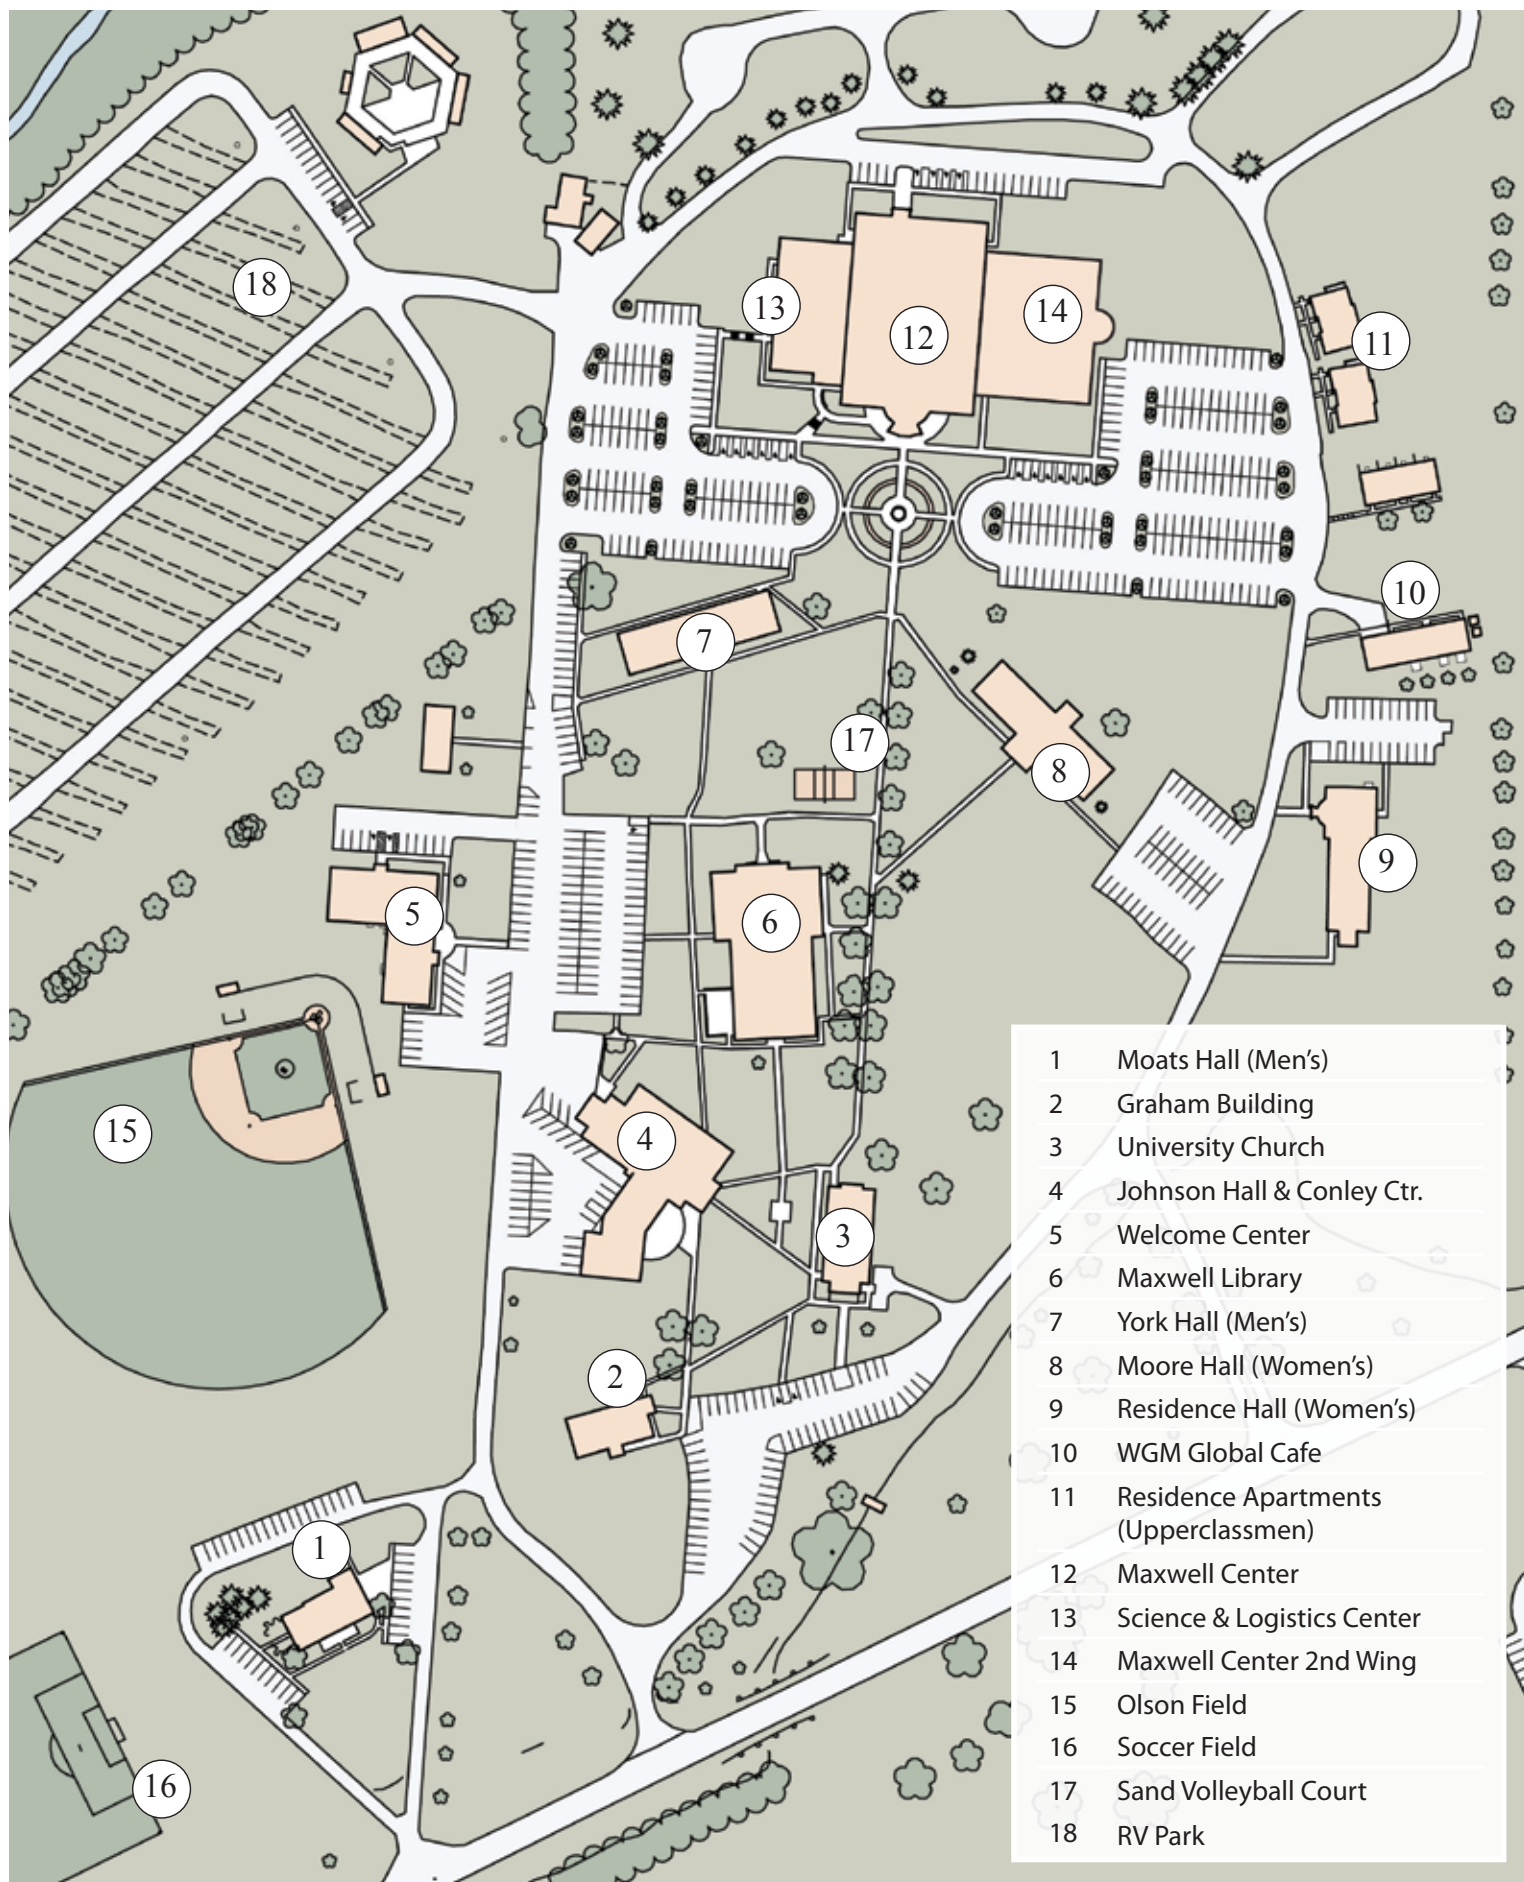 18
13
14
12
11
10
7
17
8
9
5
6
15
4
3
2
1
16
1 Moats Hall (Men’s)
2 Graham Building
3 University Church
4 Johnson Hall & Conley Ctr.
5 Welcome Center
6 Maxwell Library
7 York Hall (Men’s)
8 Moore Hall (Women’s)
9 Residence Hall (Women’s)
10 WGM Global Cafe
11 Residence Apartments
(Upperclassmen)
12 Maxwell Center
13 Science & Logistics Center
14 Maxwell Center 2nd Wing
15 Olson Field
16 Soccer Field
17 Sand Volleyball Court
18 RV Park